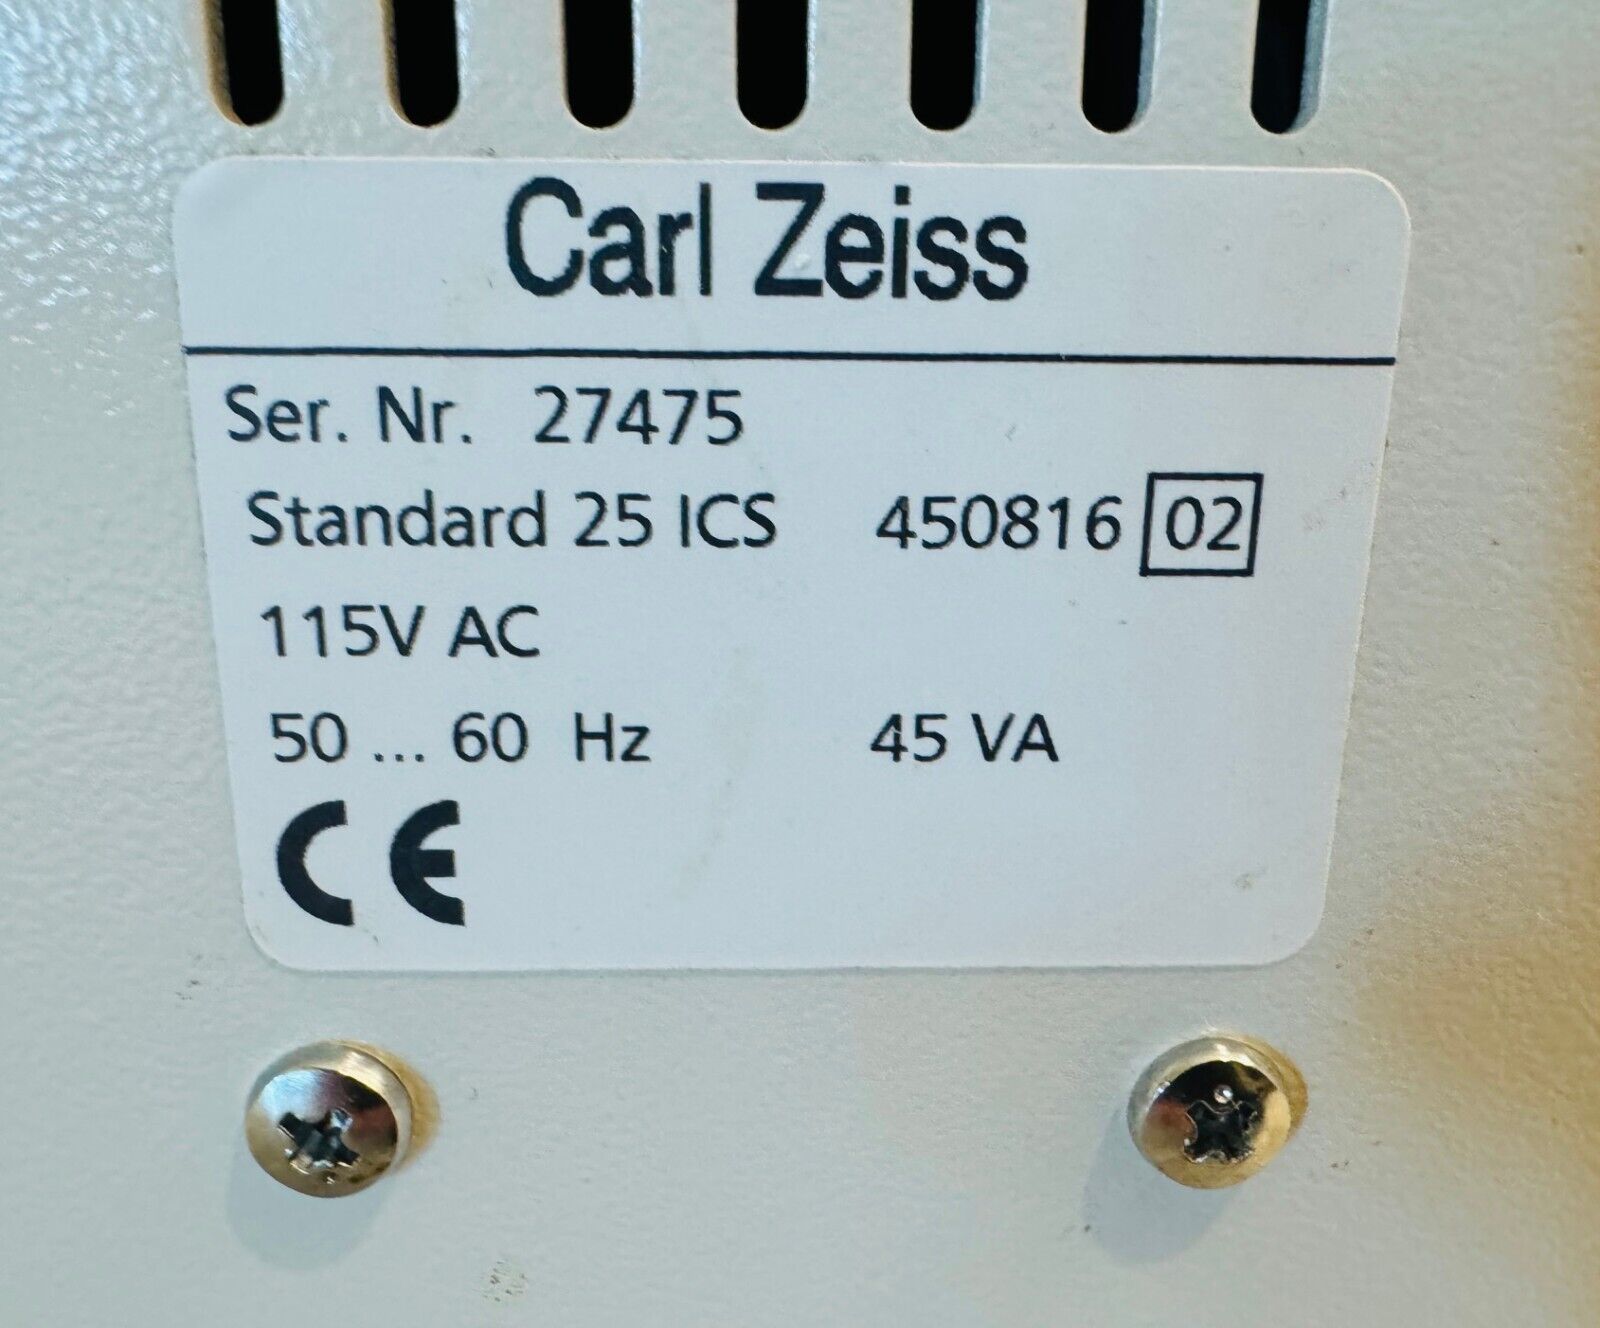 Carl Zeiss
Ser. Nr. 27475
Standard 25 ICS 450816 02
115V AC
50 ... 60 Hz 45 VA
CE